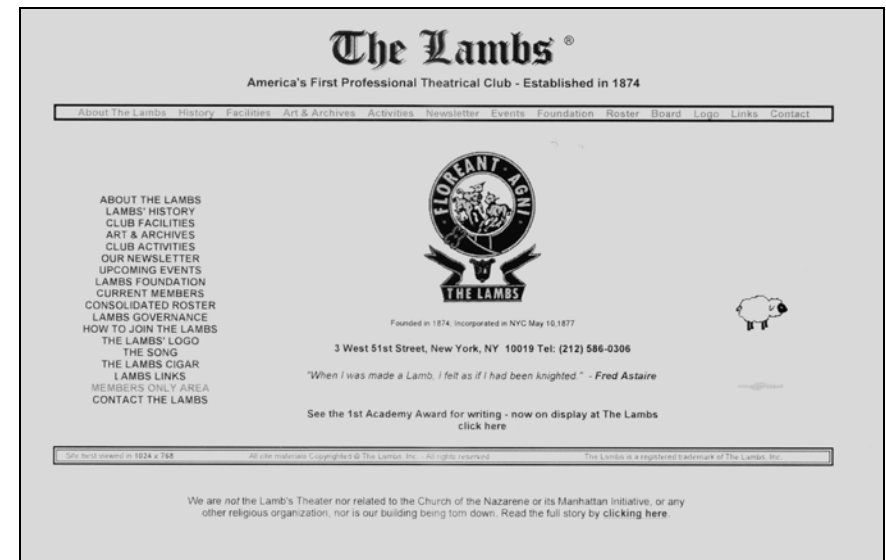 The Lambs ®
America's First Professional Theatrical Club - Established in 1874
About The Lambs History Facilities Art & Archives Activities Newsletter Events Foundation Roster Board Logo Links Contact
FLOREANT · AGNI
THE LAMBS
ABOUT THE LAMBS
LAMBS' HISTORY
CLUB FACILITIES
ART & ARCHIVES
CLUB ACTIVITIES
OUR NEWSLETTER
UPCOMING EVENTS
LAMBS FOUNDATION
CURRENT MEMBERS
CONSOLIDATED ROSTER
LAMBS GOVERNANCE
HOW TO JOIN THE LAMBS
THE LAMBS' LOGO
THE SONG
THE LAMBS CIGAR
LAMBS LINKS
MEMBERS ONLY AREA
CONTACT THE LAMBS
Founded in 1874; Incorporated in NYC May 10,1877
3 West 51st Street, New York, NY 10019 Tel: (212) 586-0306
"When I was made a Lamb, I felt as if I had been knighted." - Fred Astaire
See the 1st Academy Award for writing - now on display at The Lambs
click here
Site best viewed in 1024 x 768 All site materials Copyrighted @ The Lambs, Inc. - All rights reserved The Lambs is a registered trademark of The Lambs, Inc.
We are not the Lamb's Theater nor related to the Church of the Nazarene or its Manhattan Initiative, or any
other religious organization, nor is our building being torn down. Read the full story by clicking here.